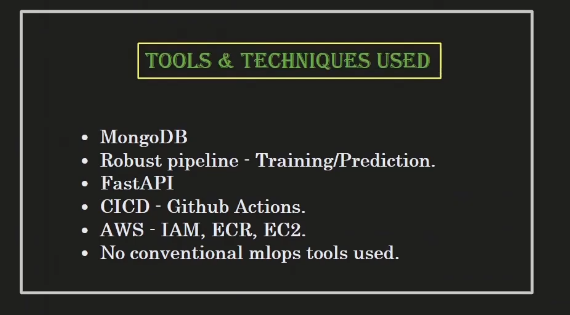 TOOLS & TECHNIQUES USED
• MongoDB
• Robust pipeline - Training/Prediction.
• FastAPI
• CICD - Github Actions.
• AWS - IAM, ECR, EC2.
• No conventional mlops tools used.